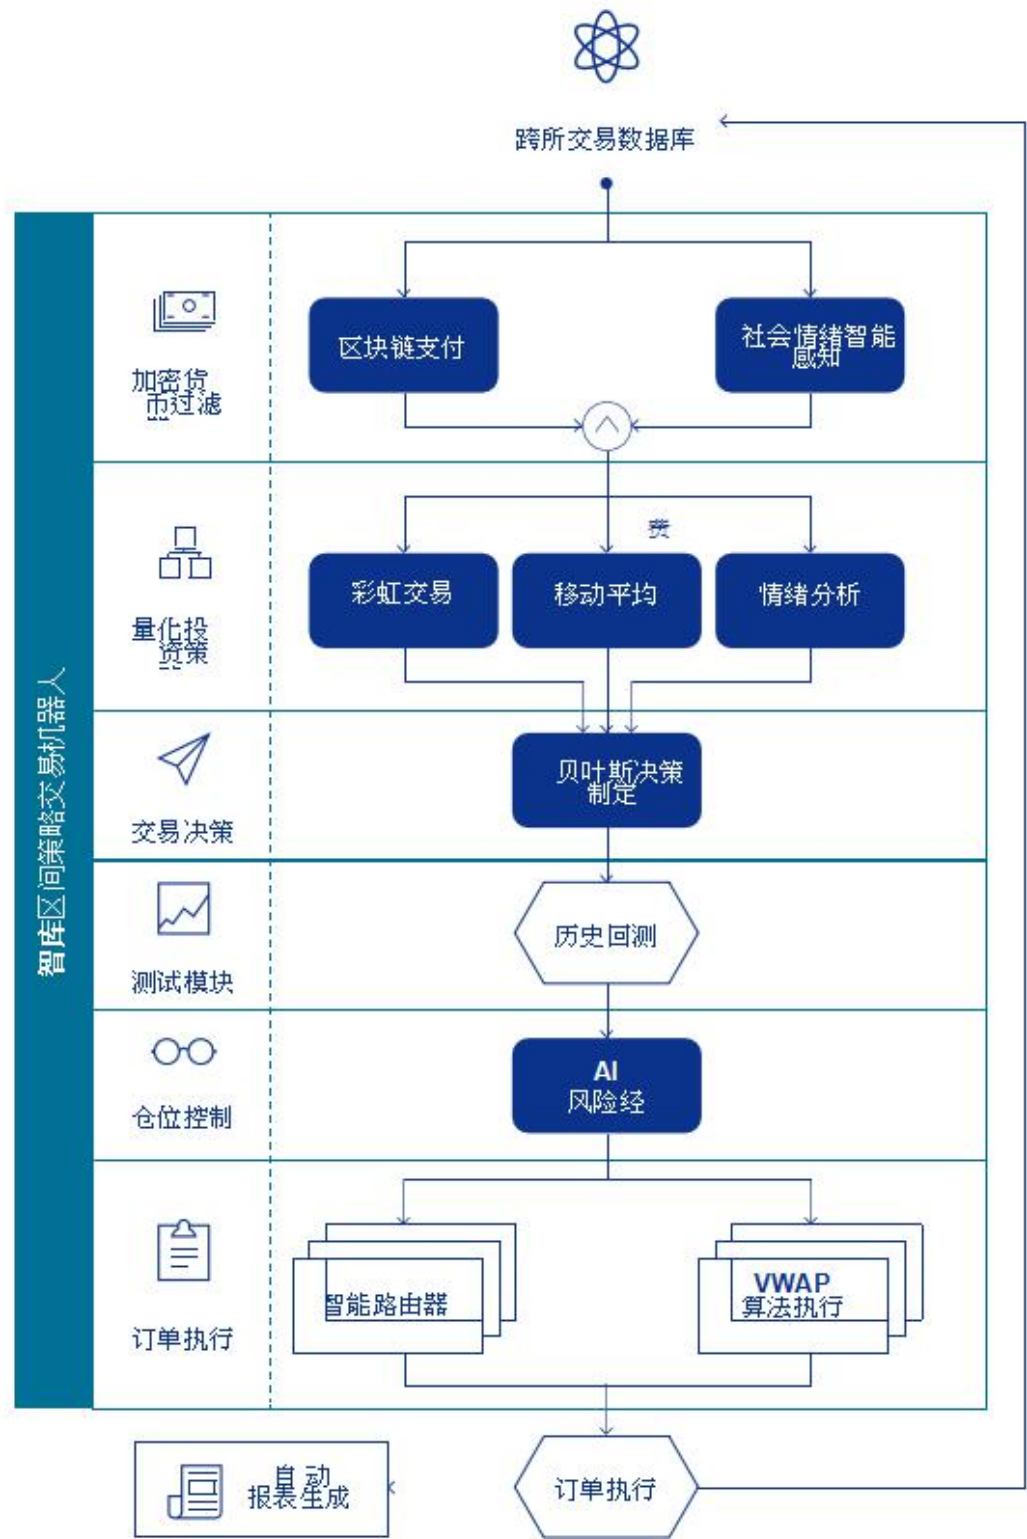 跨所交易数据库
智库区间策略交易机器人
加密货
币过滤
区块链支付
社会情绪智能
感知
量化投
资策
费
彩虹交易
移动平均
情绪分析
交易决策
贝叶斯决策
制定
测试模块
历史回测
仓位控制
AI
风险经
订单执行
智能路由器
VWAP
算法执行
自动
报表生成
订单执行